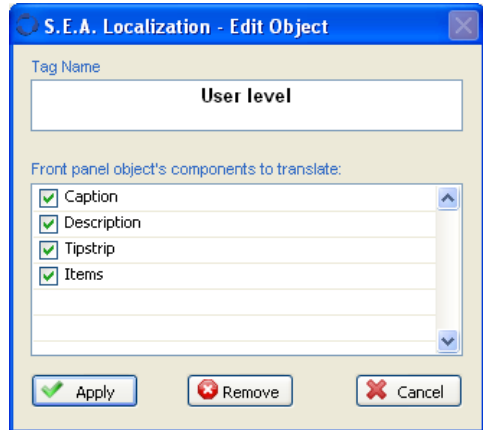 S.E.A. Localization - Edit Object
Tag Name
User level
Front panel object's components to translate:
Caption
Description
Tipstrip
Items
Apply Remove Cancel